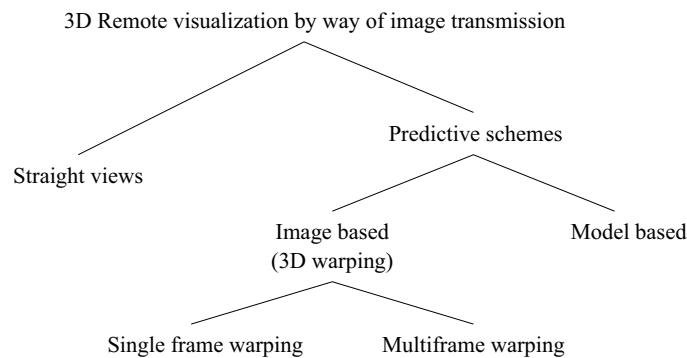 3D Remote visualization by way of image transmission
Predictive schemes
Straight views
Image based
(3D warping)
Model based
Single frame warping
Multiframe warping